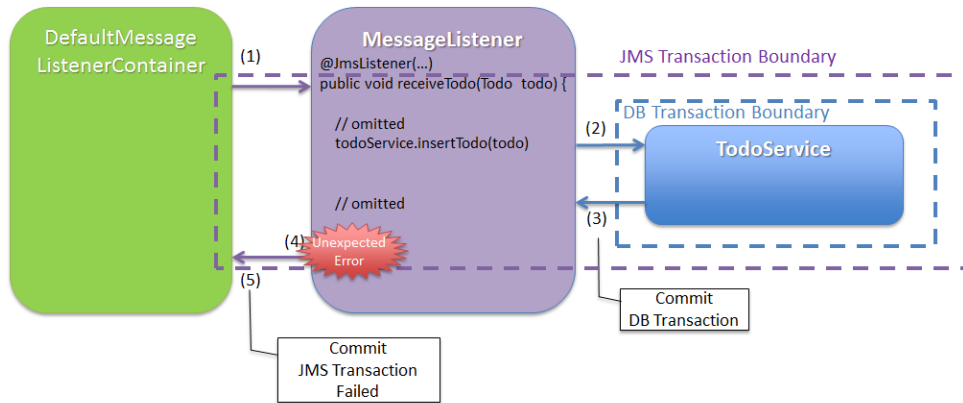 DefaultMessage
ListenerContainer
(1)
MessageListener
@JmsListener(...)
public void receiveTodo(Todo todo) {
// omitted
todoService.insertTodo(todo)
// omitted
JMS Transaction Boundary
(2)
DB Transaction Boundary
TodoService
(3)
(4)
Unexpected
Error
(5)
Commit
DB Transaction
Commit
JMS Transaction
Failed